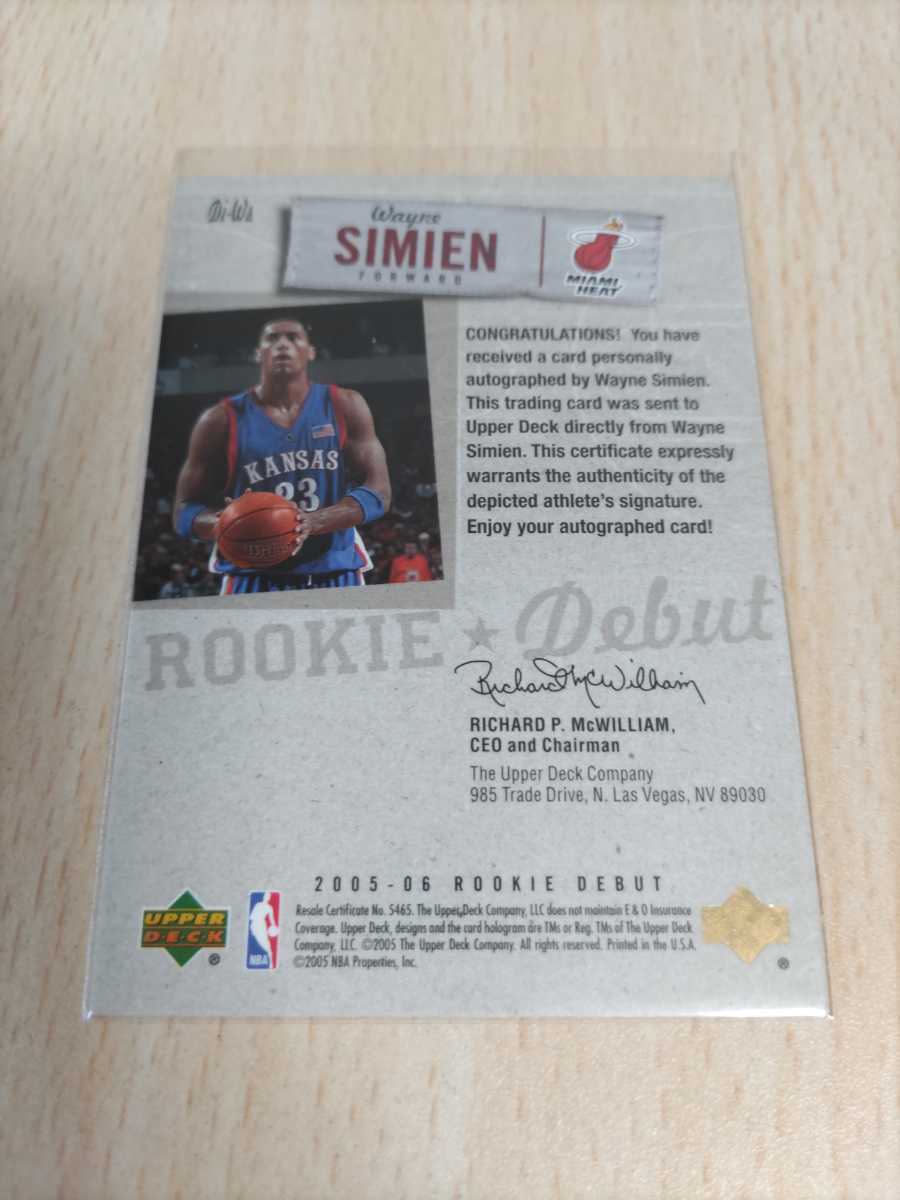 DI-WA
Wayne
SIMIEN
FORWARD
MIAMI
HEAT
KANSAS
23
CONGRATULATIONS! You have
received a card personally
autographed by Wayne Simien.
This trading card was sent to
Upper Deck directly from Wayne
Simien. This certificate expressly
warrants the authenticity of the
depicted athlete's signature.
Enjoy your autographed card!
ROOKIE ★ Debut
Richard P. McWilliam
RICHARD P. McWILLIAM,
CEO and Chairman
The Upper Deck Company
985 Trade Drive, N. Las Vegas, NV 89030
2005-06 ROOKIE DEBUT
UPPER
DECK
®
NBA
Resale Certificate No. 5465. The Upper Deck Company, LLC does not maintain E & O Insurance
Coverage. Upper Deck, designs and the card hologram are TMs or Reg. TMs of The Upper Deck
Company, LLC. ©2005 The Upper Deck Company. All rights reserved. Printed in the U.S.A.
©2005 NBA Properties, Inc.
®